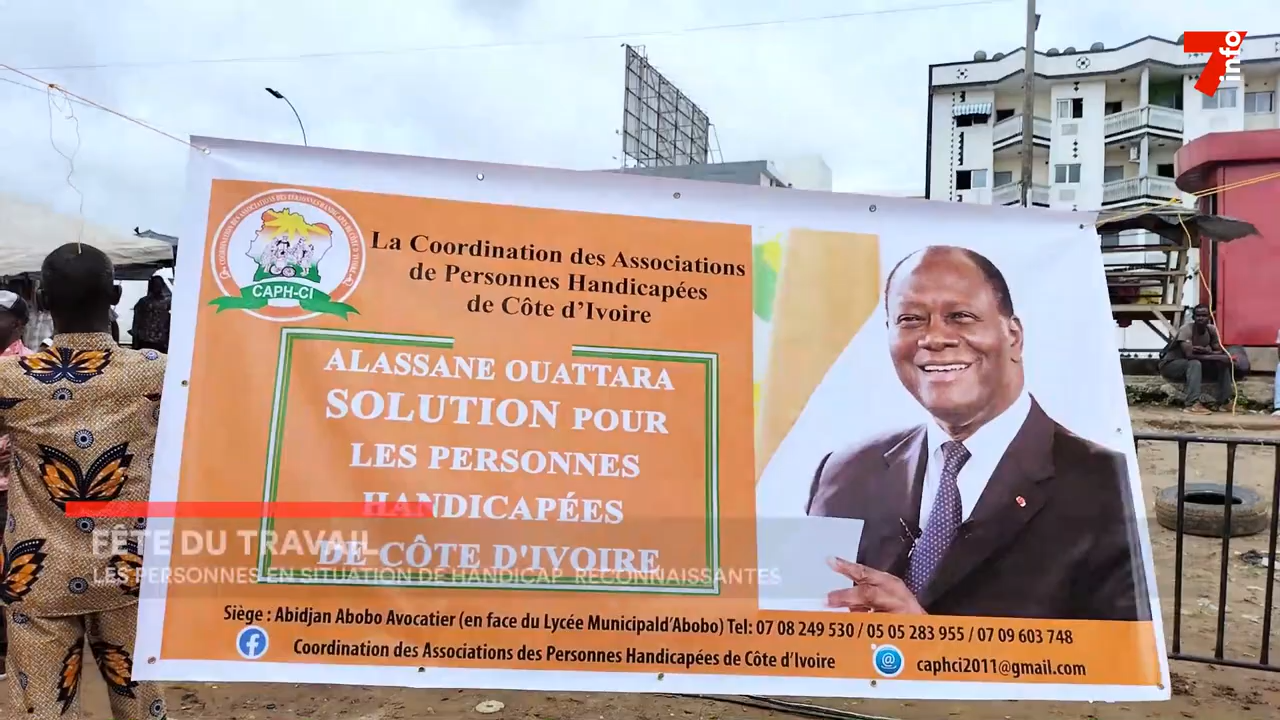 7info
La Coordination des Associations
de Personnes Handicapées
de Côte d'Ivoire
CAPH-CI
ALASSANE OUATTARA
SOLUTION POUR
LES PERSONNES
HANDICAPÉES
DE CÔTE D'IVOIRE
FÊTE DU TRAVAIL
LES PERSONNES EN SITUATION DE HANDICAP, RECONNAISSANTES
Siège : Abidjan Abobo Avocatier (en face du Lycée Municipald'Abobo) Tel: 07 08 249 530 / 05 05 283 955 / 07 09 603 748
Coordination des Associations des Personnes Handicapées de Côte d'Ivoire
@ caphci2011@gmail.com